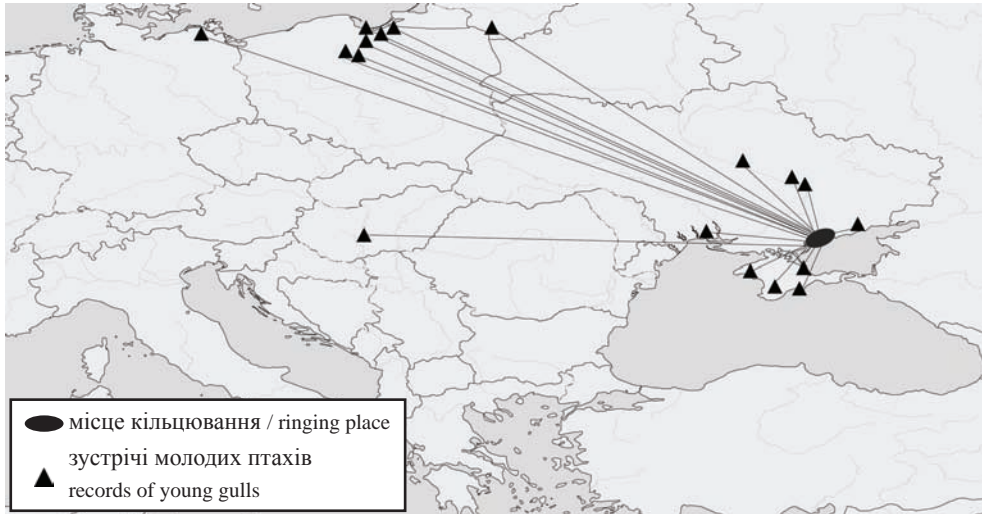 місце кільцювання / ringing place
зустрічі молодих птахів
records of young gulls